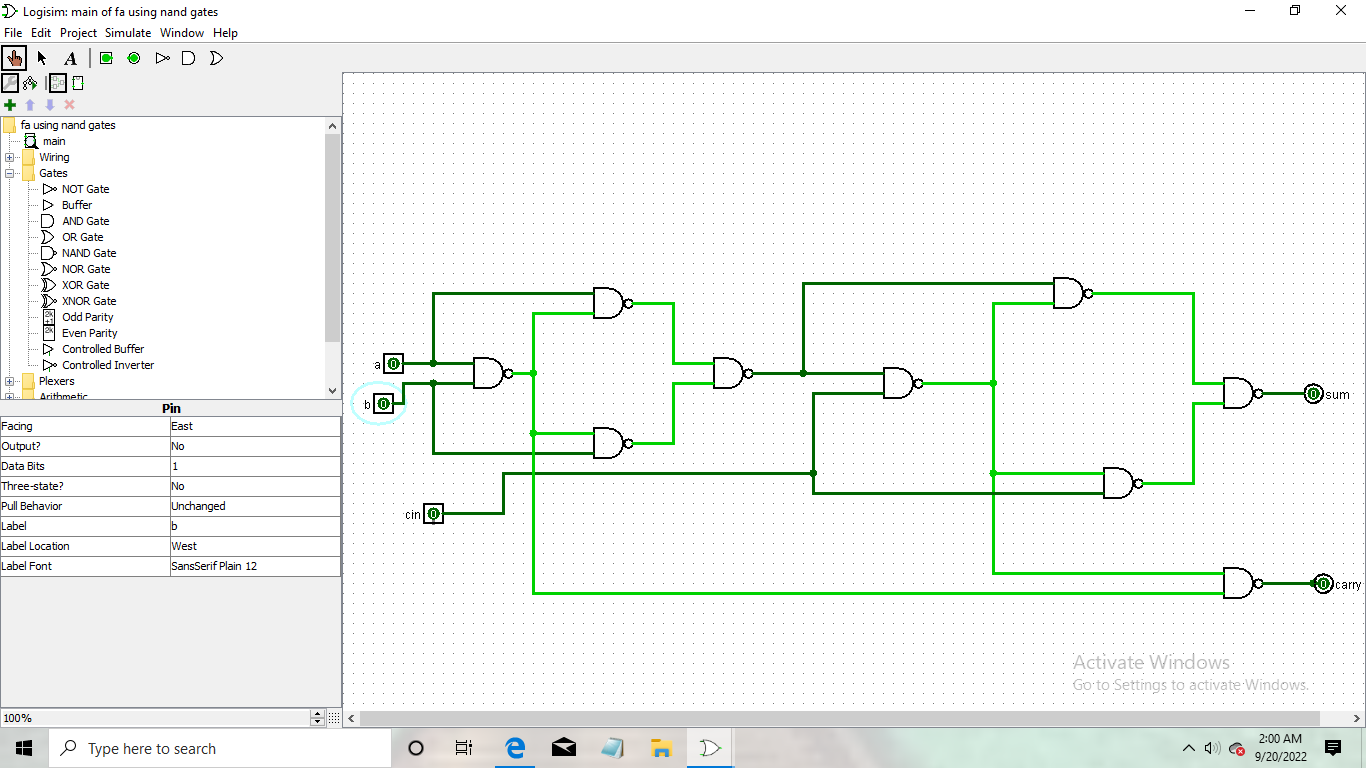 Logisim: main of fa using nand gates
File Edit Project Simulate Window Help
A
fa using nand gates
main
Wiring
Gates
NOT Gate
Buffer
AND Gate
OR Gate
NAND Gate
NOR Gate
XOR Gate
XNOR Gate
Odd Parity
Even Parity
Controlled Buffer
Controlled Inverter
Plexers
Arithmetic
Pin
Facing East
Output? No
Data Bits 1
Three-state? No
Pull Behavior Unchanged
Label b
Label Location West
Label Font SansSerif Plain 12
100%
a 0
b 0
cin 0
0 sum
0 carry
Activate Windows
Go to Settings to activate Windows.
Type here to search
2:00 AM
9/20/2022